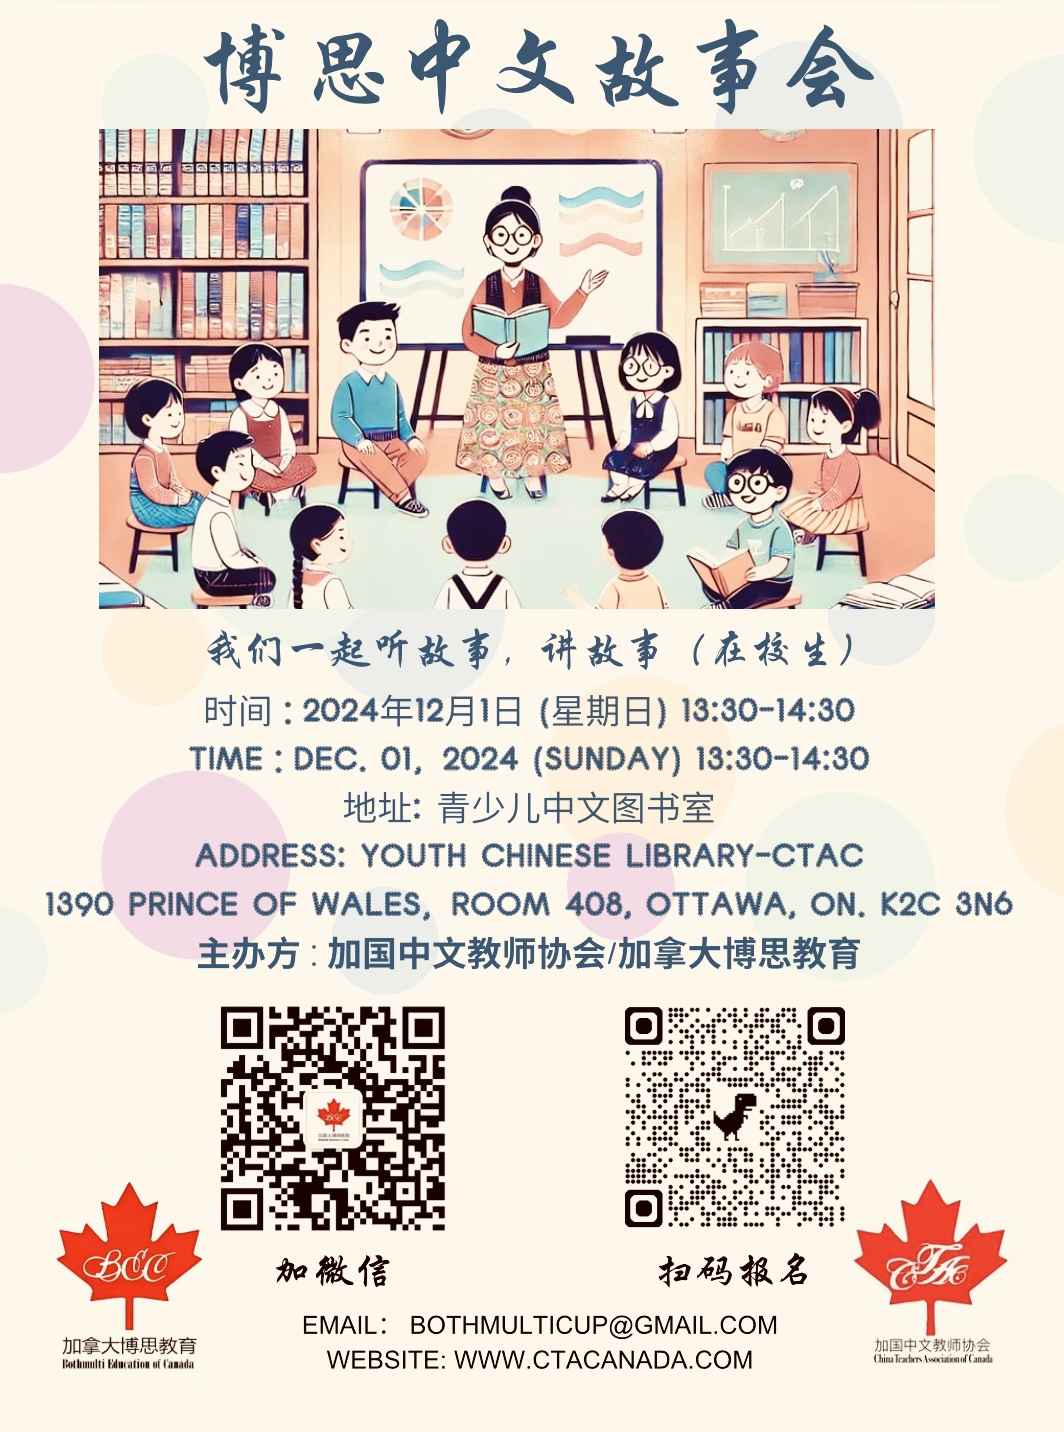 博思中文故事会
我们一起听故事，讲故事（在校生）
时间：2024年12月1日 (星期日) 13:30-14:30
TIME : DEC. 01, 2024 (SUNDAY) 13:30-14:30
地址: 青少儿中文图书室
ADDRESS: YOUTH CHINESE LIBRARY-CTAC
1390 PRINCE OF WALES, ROOM 408, OTTAWA, ON. K2C 3N6
主办方 : 加国中文教师协会/加拿大博思教育
加微信
扫码报名
BEC
加拿大博思教育
Bothmulti Education of Canada
CTAC
加国中文教师协会
China Teachers Association of Canada
EMAIL： BOTHMULTICUP@GMAIL.COM
WEBSITE: WWW.CTACANADA.COM